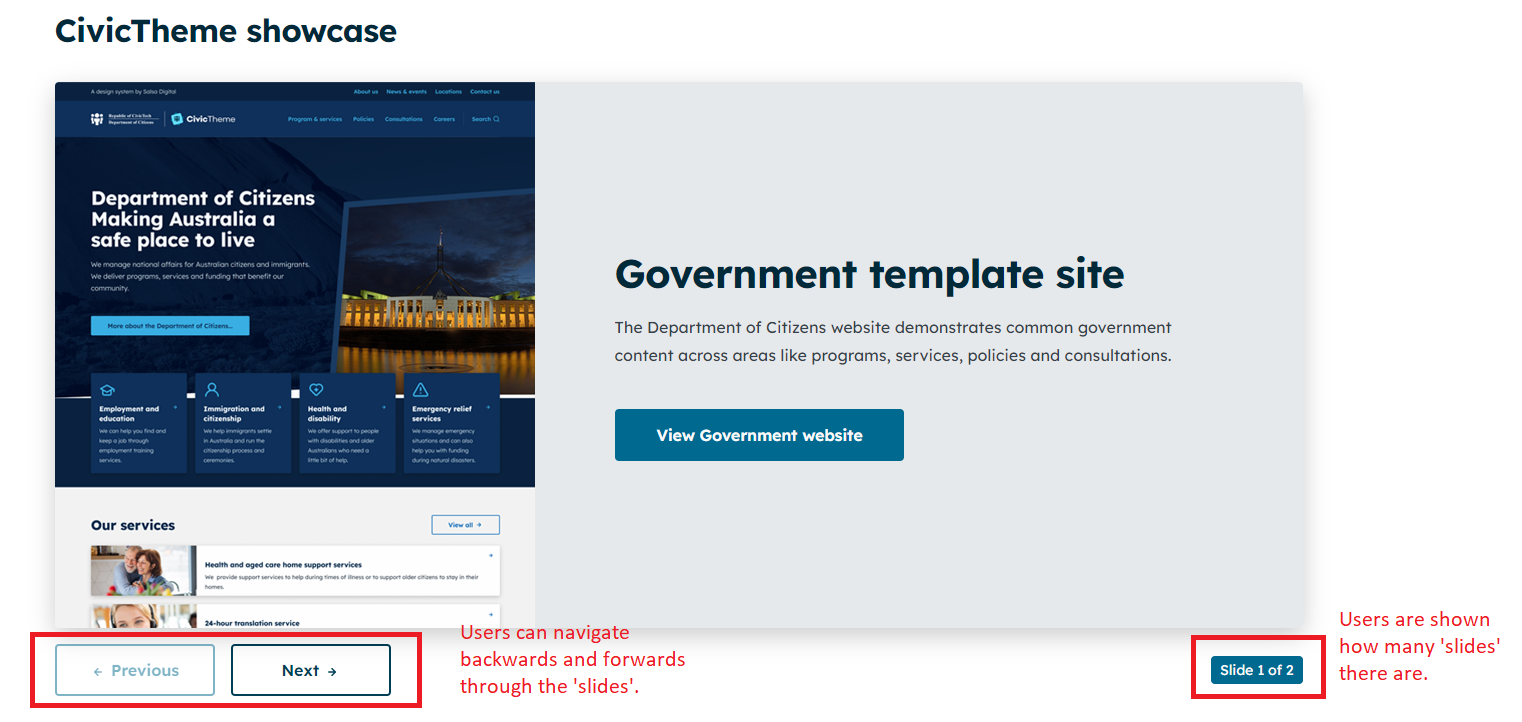 CivicTheme showcase
A design system by Salsa Digital
About us News & events Locations Contact us
Republic of CivicTech
Department of Citizens
CivicTheme
Program & services Policies Consultations Careers Search
Department of Citizens
Making Australia a
safe place to live
We manage national affairs for Australian citizens and immigrants.
We deliver programs, services and funding that benefit our
community.
More about the Department of Citizens...
Employment and
education
We can help you find and
keep a job through
employment training
services.
Immigration and
citizenship
We help immigrants settle
in Australia and run the
citizenship process and
ceremonies.
Health and
disability
We offer support to people
with disabilities and older
Australians who need a
little bit of help.
Emergency relief
services
We manage emergency
situations and can also
help you with funding
during natural disasters.
Our services
View all →
Health and aged care home support services
We provide support services to help during times of illness or to support older citizens to stay in their
homes.
24-hour translation service
Government template site
The Department of Citizens website demonstrates common government
content across areas like programs, services, policies and consultations.
View Government website
← Previous
Next →
Users can navigate
backwards and forwards
through the 'slides'.
Slide 1 of 2
Users are shown
how many 'slides'
there are.